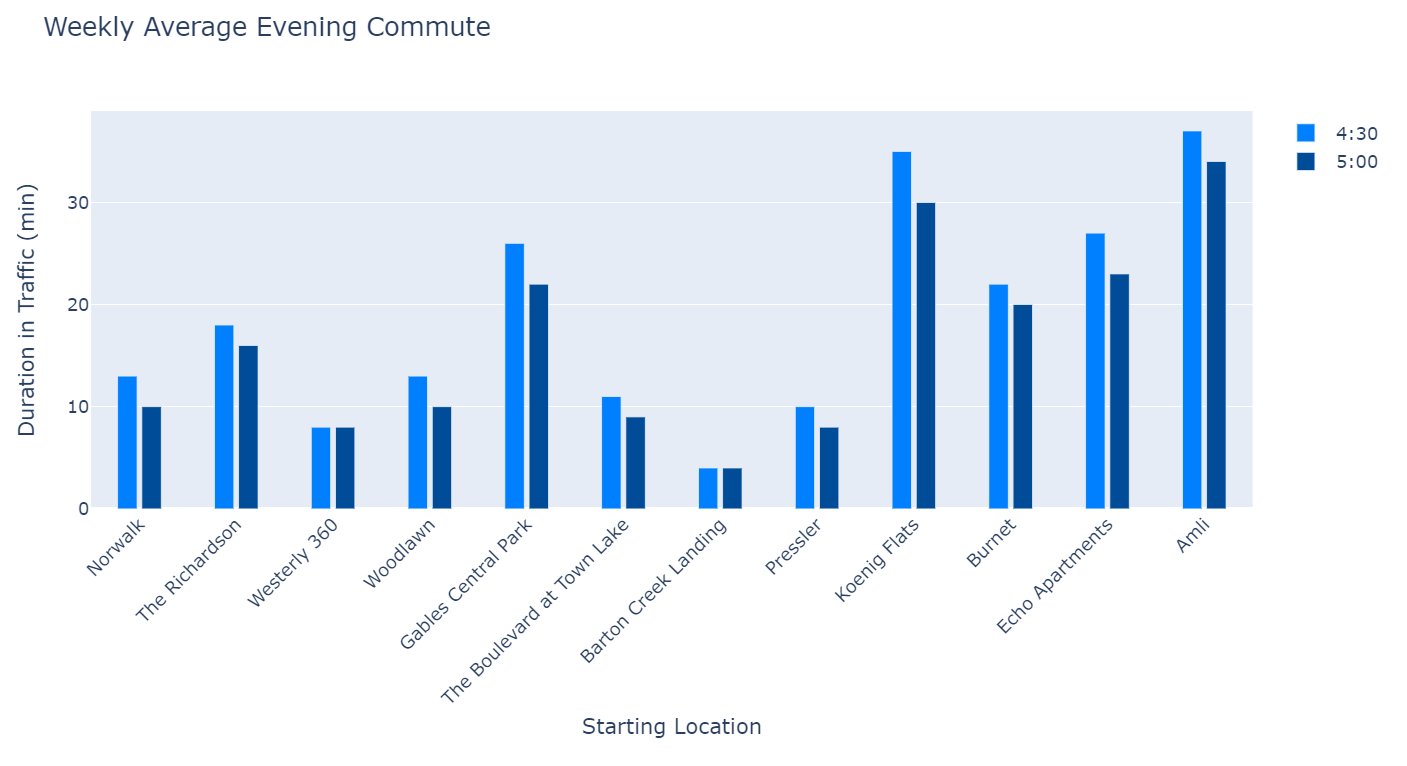 Weekly Average Evening Commute
4:30
5:00
Duration in Traffic (min)
30
20
10
0
Norwalk
The Richardson
Westerly 360
Woodlawn
Gables Central Park
The Boulevard at Town Lake
Barton Creek Landing
Pressler
Koenig Flats
Burnet
Echo Apartments
Amli
Starting Location